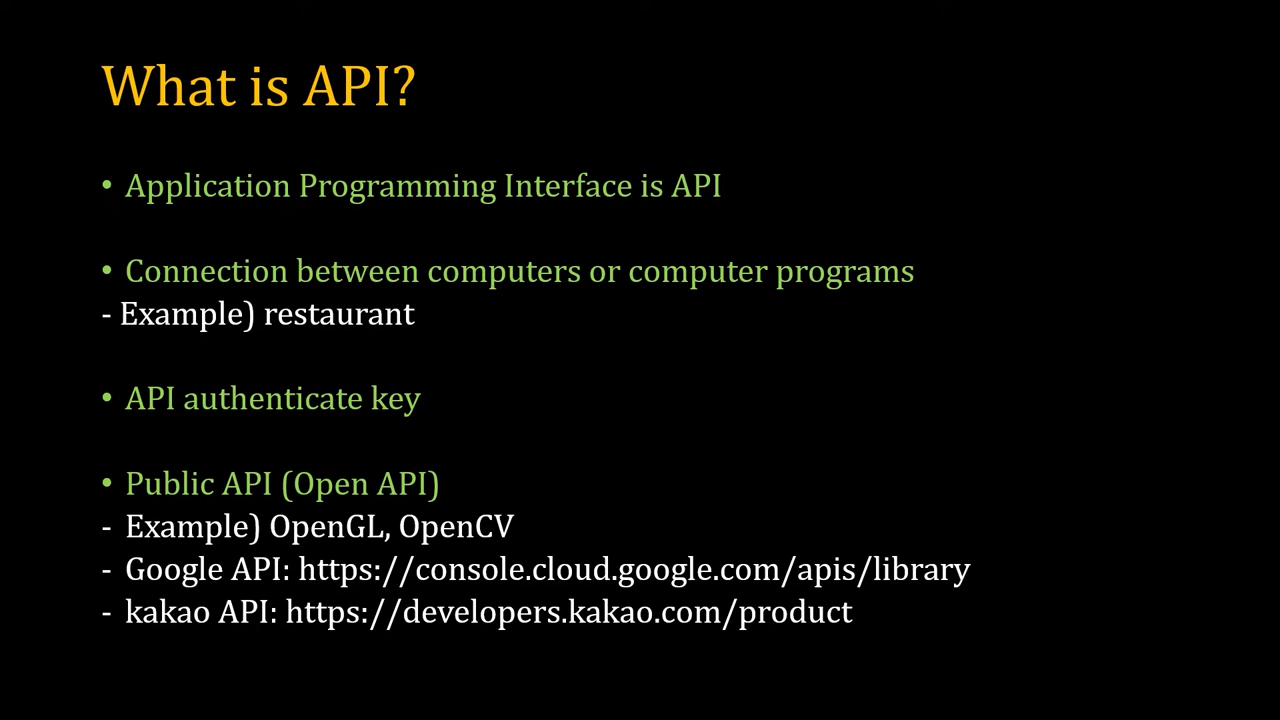 What is API?
• Application Programming Interface is API
• Connection between computers or computer programs
- Example) restaurant
• API authenticate key
• Public API (Open API)
- Example) OpenGL, OpenCV
- Google API: https://console.cloud.google.com/apis/library
- kakao API: https://developers.kakao.com/product